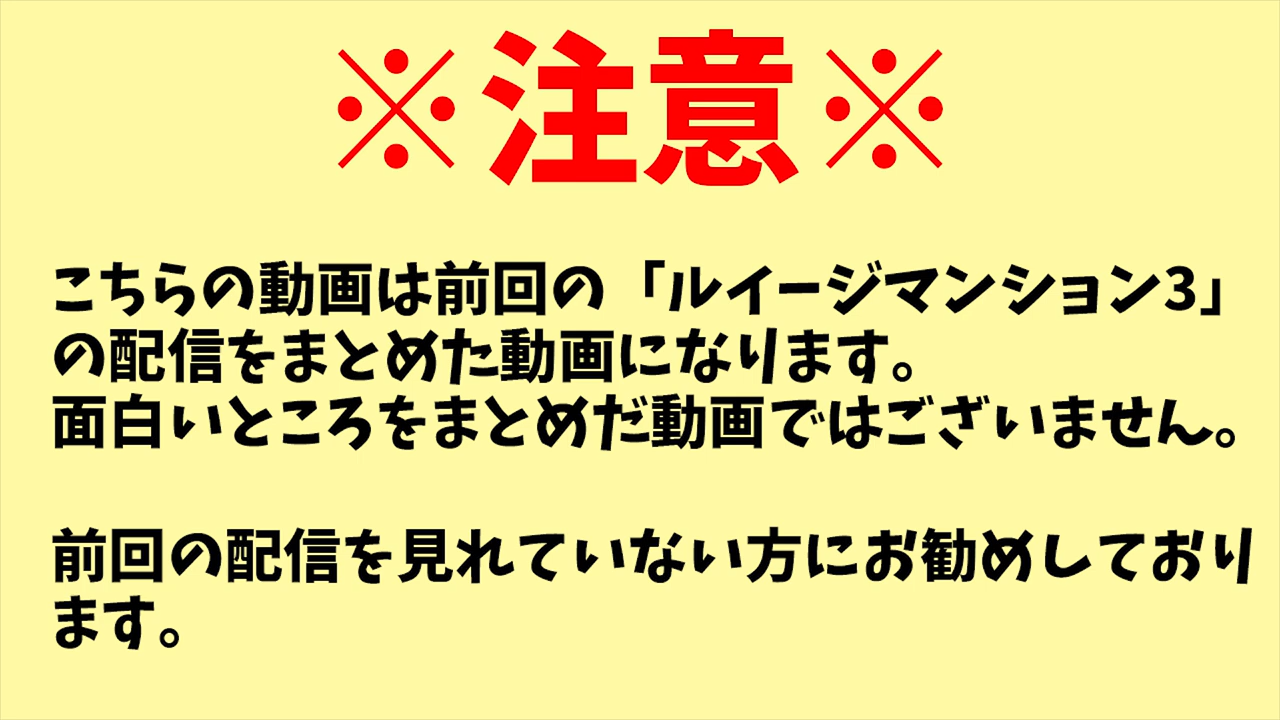 ※注意※
こちらの動画は前回の「ルイージマンション3」
の配信をまとめた動画になります。
面白いところをまとめだ動画ではございません。
前回の配信を見れていない方にお勧めしており
ます。